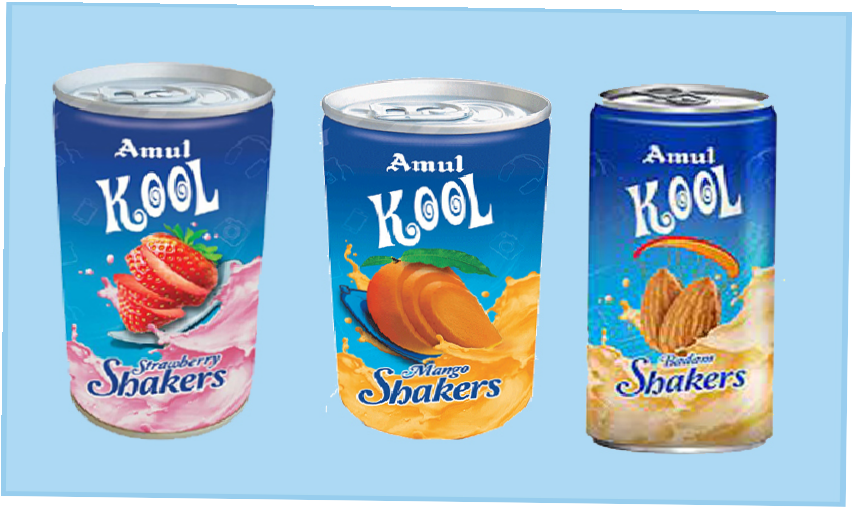 Amul
KOOL
Strawberry
Shakers
Amul
KOOL
Mango
Shakers
Amul
KOOL
Badam
Shakers